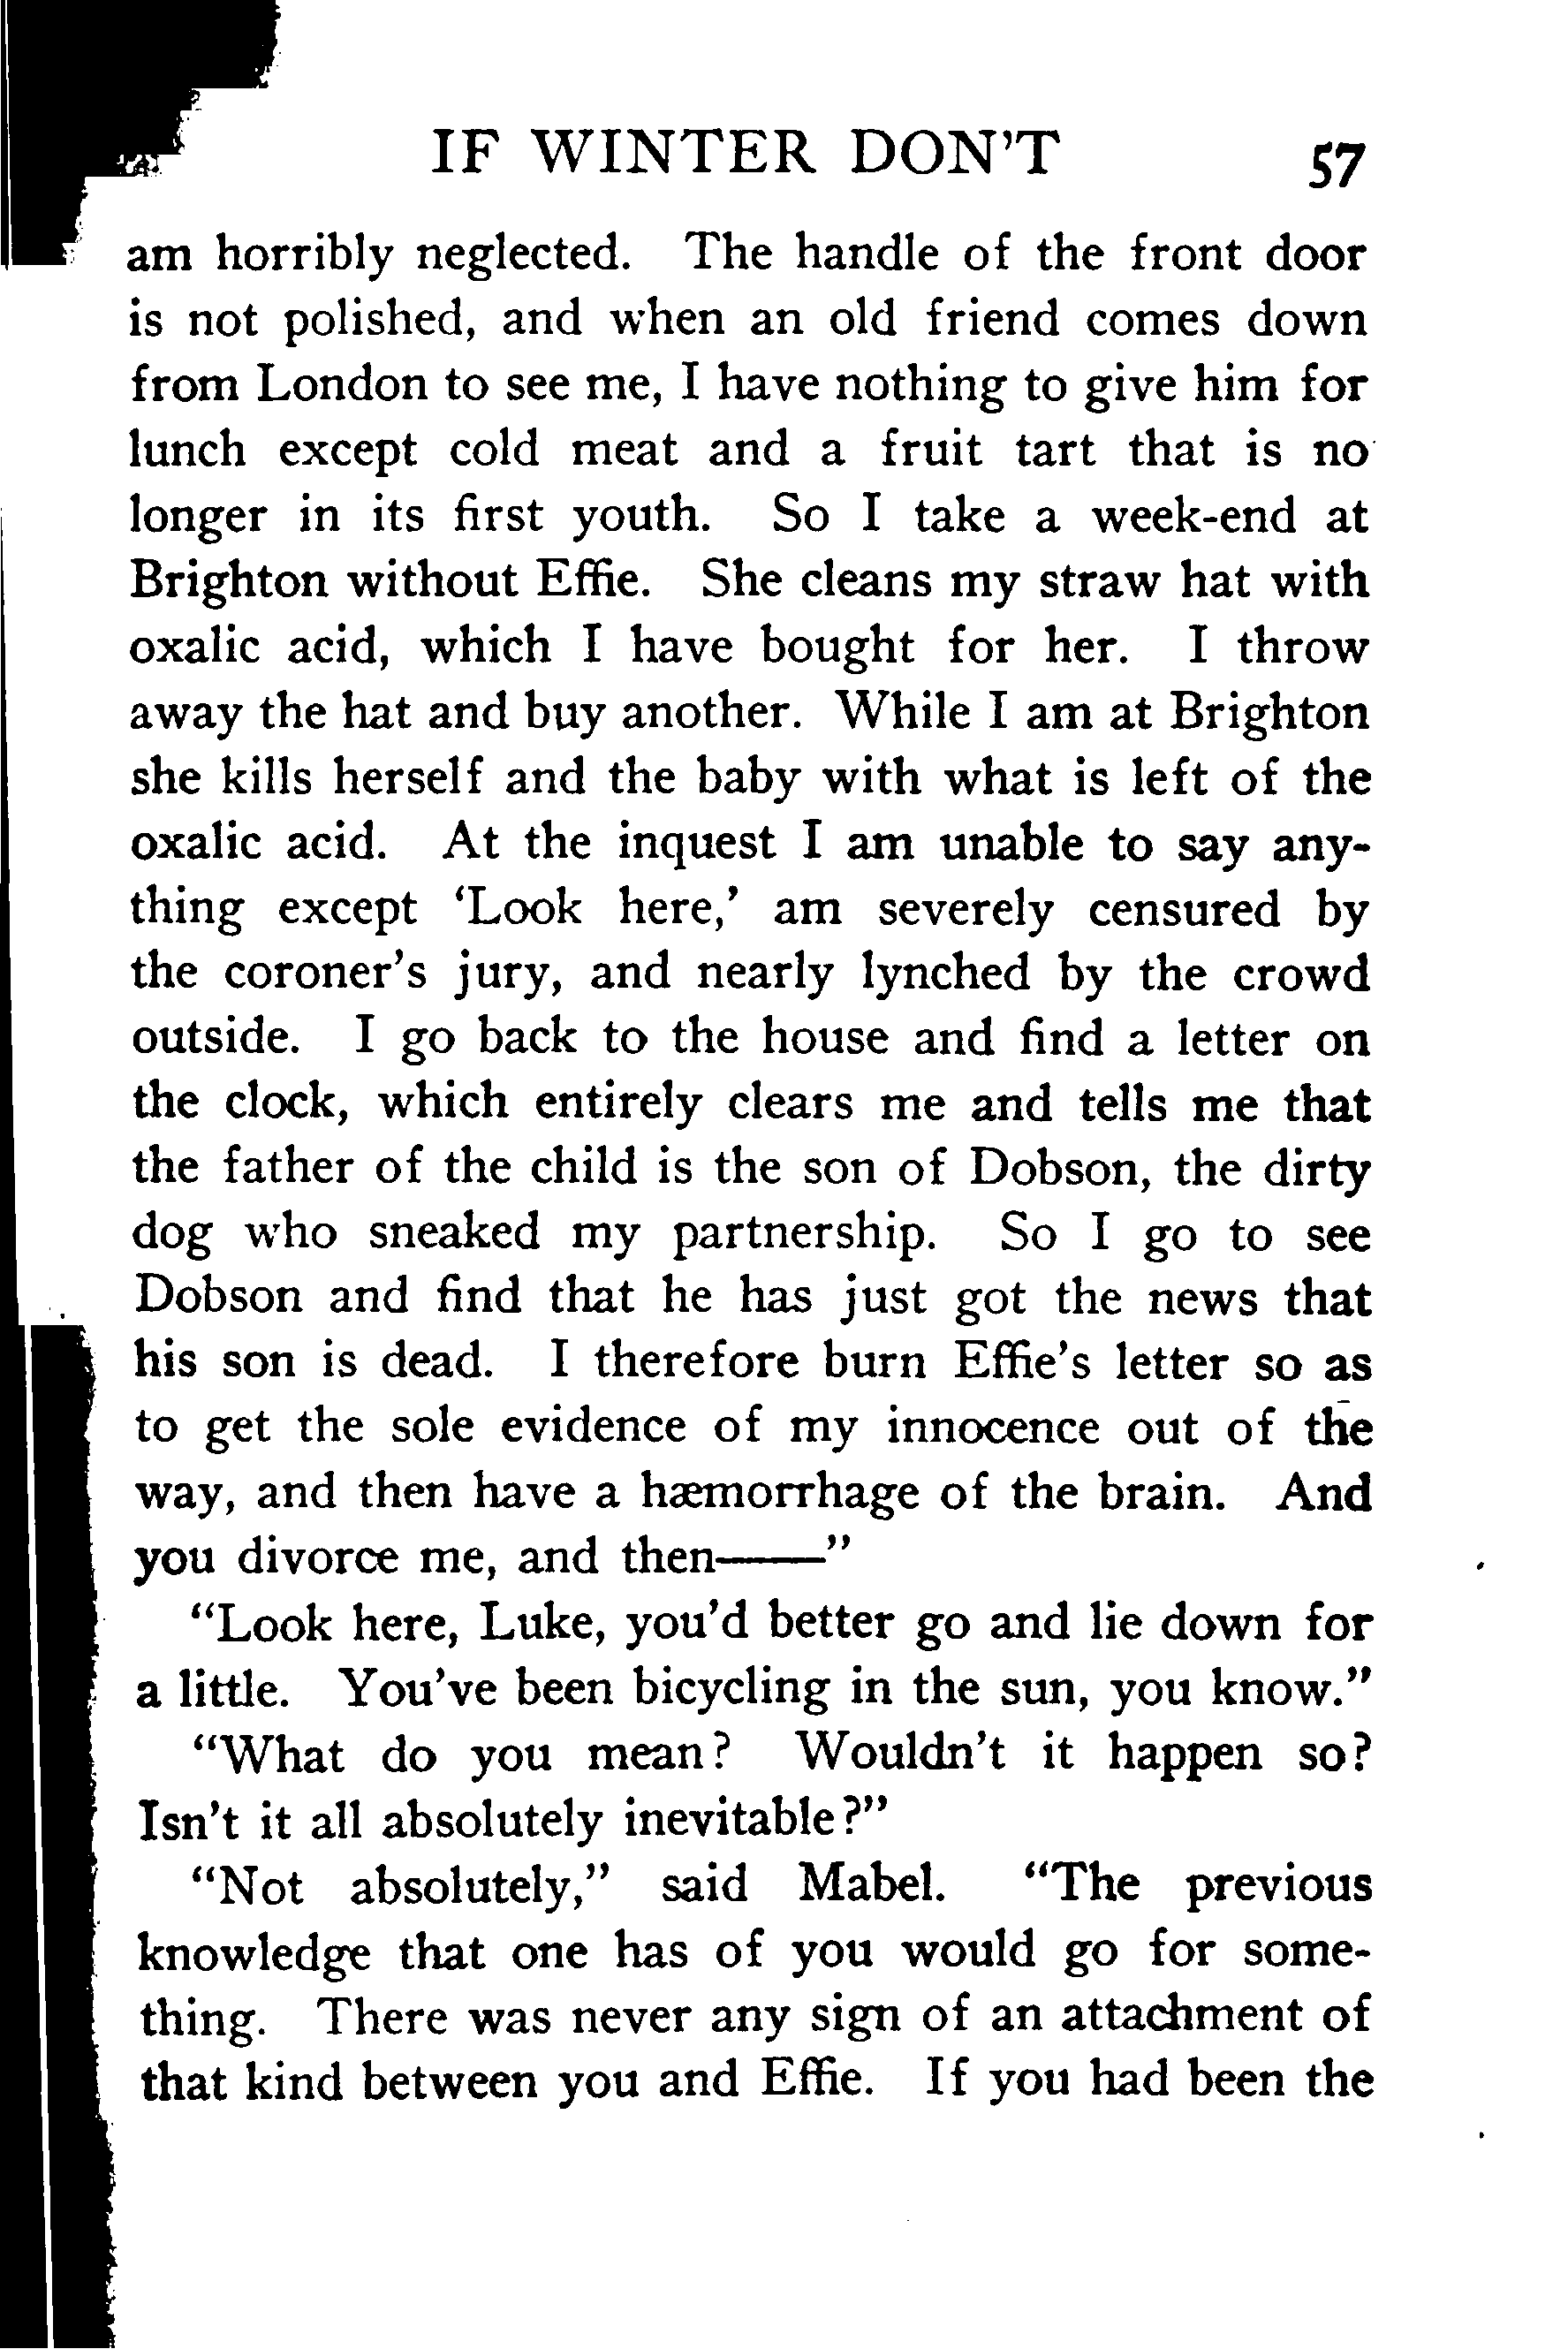 IF WINTER DON'T 57
am horribly neglected. The handle of the front door
is not polished, and when an old friend comes down
from London to see me, I have nothing to give him for
lunch except cold meat and a fruit tart that is no
longer in its first youth. So I take a week-end at
Brighton without Effie. She cleans my straw hat with
oxalic acid, which I have bought for her. I throw
away the hat and buy another. While I am at Brighton
she kills herself and the baby with what is left of the
oxalic acid. At the inquest I am unable to say any-
thing except ‘Look here,’ am severely censured by
the coroner's jury, and nearly lynched by the crowd
outside. I go back to the house and find a letter on
the clock, which entirely clears me and tells me that
the father of the child is the son of Dobson, the dirty
dog who sneaked my partnership. So I go to see
Dobson and find that he has just got the news that
his son is dead. I therefore burn Effie's letter so as
to get the sole evidence of my innocence out of the
way, and then have a hæmorrhage of the brain. And
you divorce me, and then——”
“Look here, Luke, you'd better go and lie down for
a little. You've been bicycling in the sun, you know.”
“What do you mean? Wouldn't it happen so?
Isn't it all absolutely inevitable?”
“Not absolutely,” said Mabel. “The previous
knowledge that one has of you would go for some-
thing. There was never any sign of an attachment of
that kind between you and Effie. If you had been the